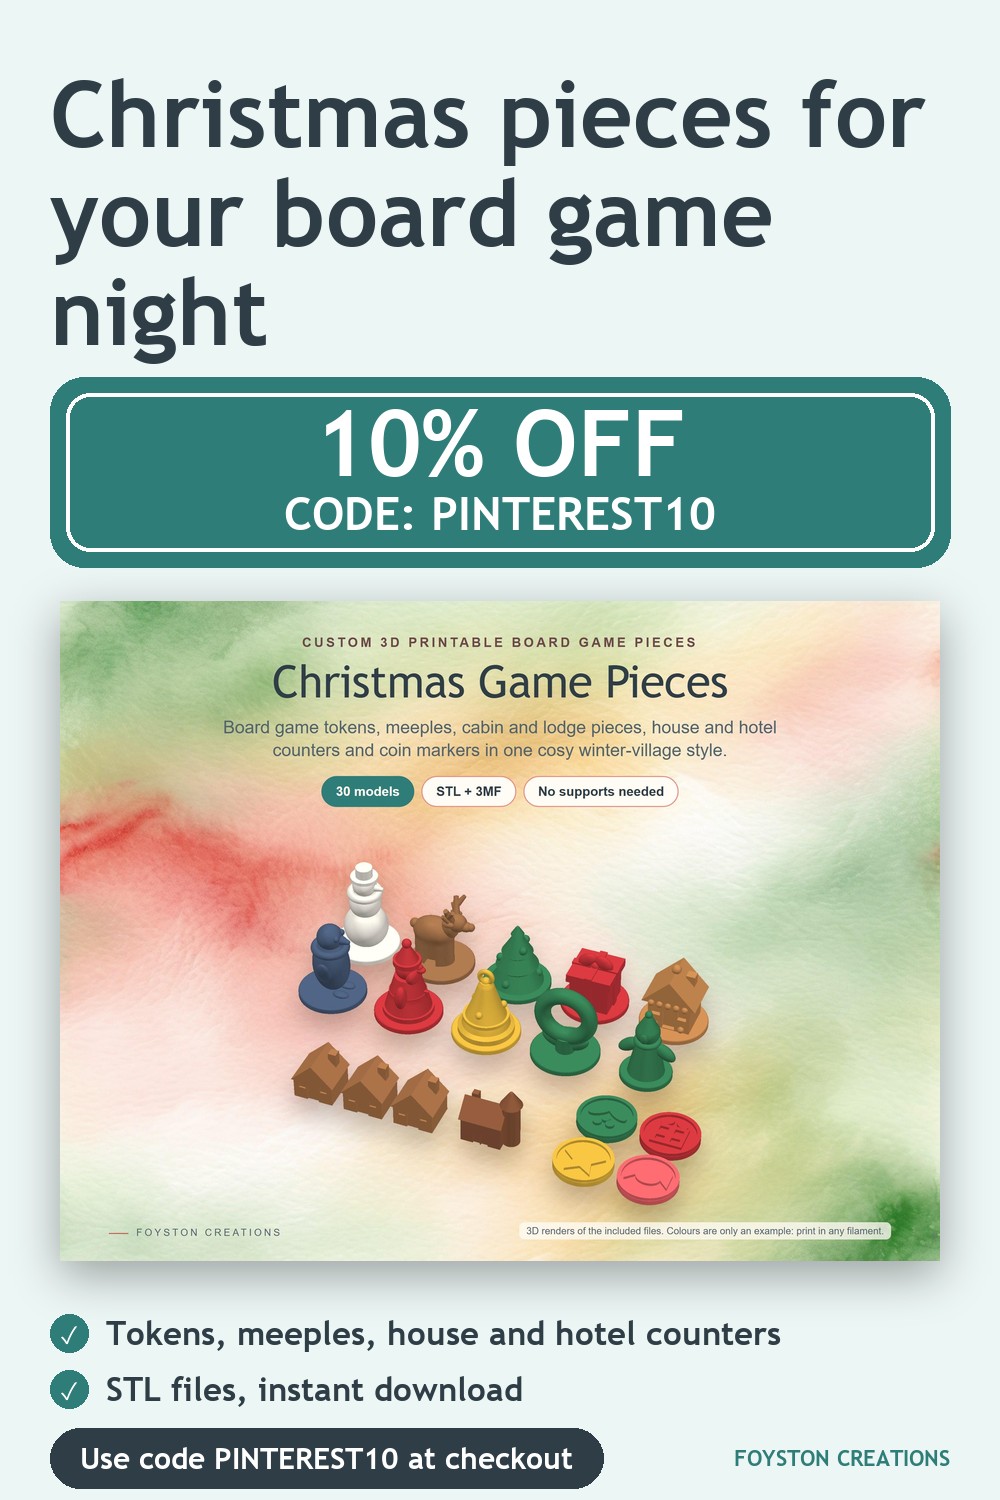 Christmas pieces for
your board game
night
10% OFF
CODE: PINTEREST10
CUSTOM 3D PRINTABLE BOARD GAME PIECES
Christmas Game Pieces
Board game tokens, meeples, cabin and lodge pieces, house and hotel
counters and coin markers in one cosy winter-village style.
30 models
STL + 3MF
No supports needed
FOYSTON CREATIONS
3D renders of the included files. Colours are only an example: print in any filament.
Tokens, meeples, house and hotel counters
STL files, instant download
Use code PINTEREST10 at checkout
FOYSTON CREATIONS